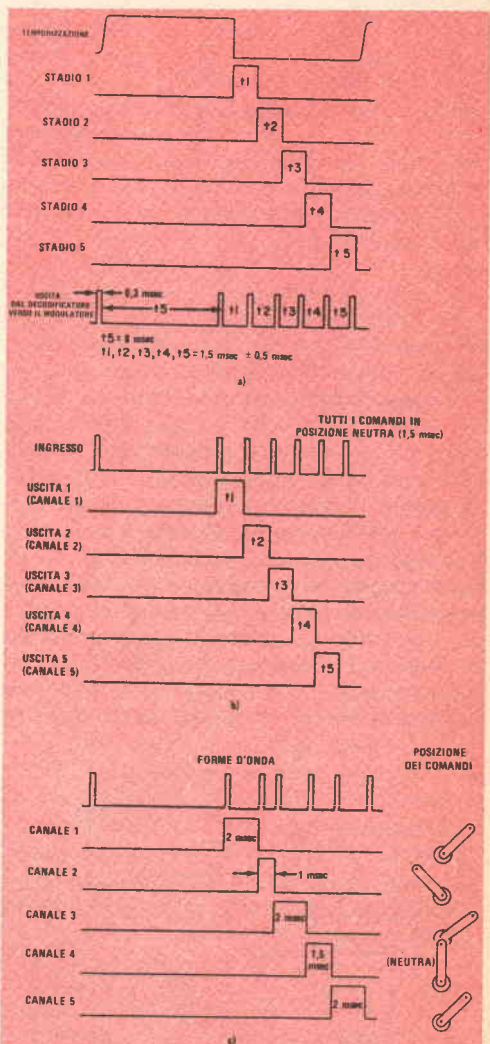 TEMPORIZZAZIONE
STADIO 1
t1
STADIO 2
t2
STADIO 3
t3
STADIO 4
t4
STADIO 5
t5
USCITA
DAL DECODIFICATORE
VERSO IL MODULATORE
0,3 msec
t5
t1
t2
t3
t4
t5
t5 = 8 msec
t1, t2, t3, t4, t5 = 1,5 msec ± 0,5 msec
a)
TUTTI I COMANDI IN
POSIZIONE NEUTRA (1,5 msec)
INGRESSO
USCITA 1
(CANALE 1)
t1
USCITA 2
(CANALE 2)
t2
USCITA 3
(CANALE 3)
t3
USCITA 4
(CANALE 4)
t4
USCITA 5
(CANALE 5)
t5
b)
FORME D'ONDA
POSIZIONE
DEI COMANDI
CANALE 1
2 msec
CANALE 2
1 msec
CANALE 3
2 msec
CANALE 4
1,5
msec
(NEUTRA)
CANALE 5
2 msec
c)